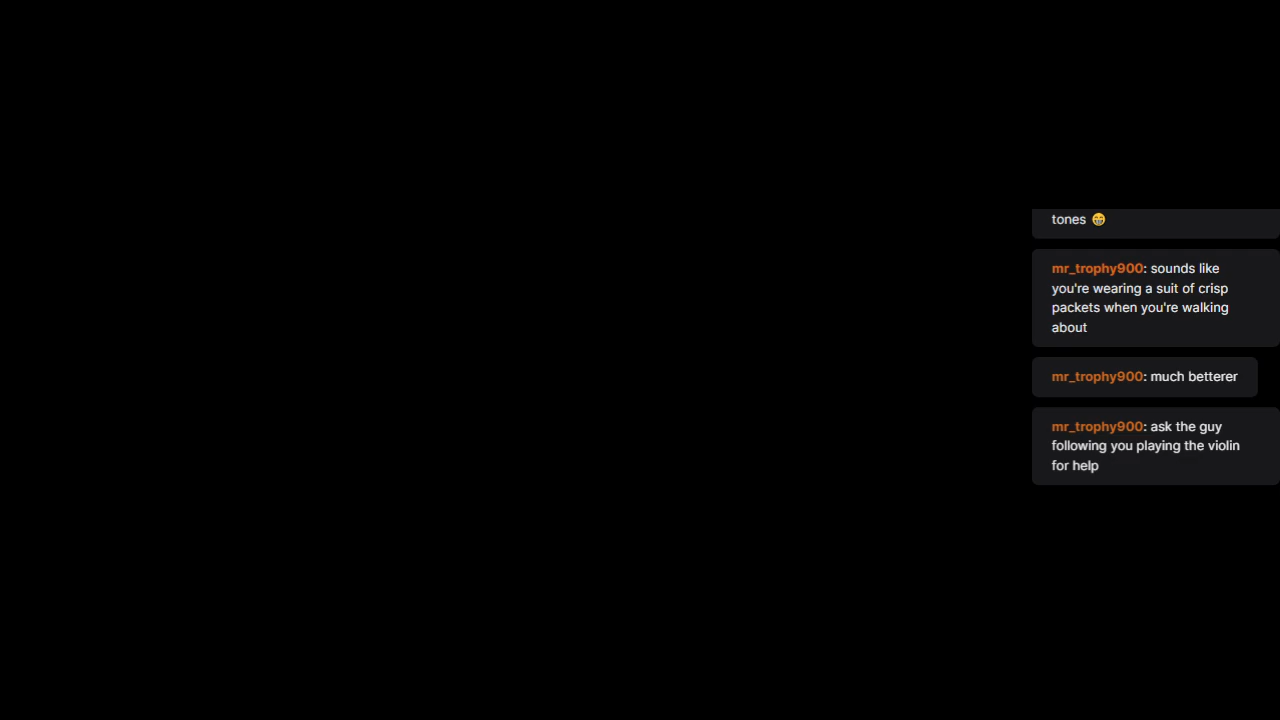 tones 😁
mr_trophy900: sounds like
you're wearing a suit of crisp
packets when you're walking
about
mr_trophy900: much betterer
mr_trophy900: ask the guy
following you playing the violin
for help